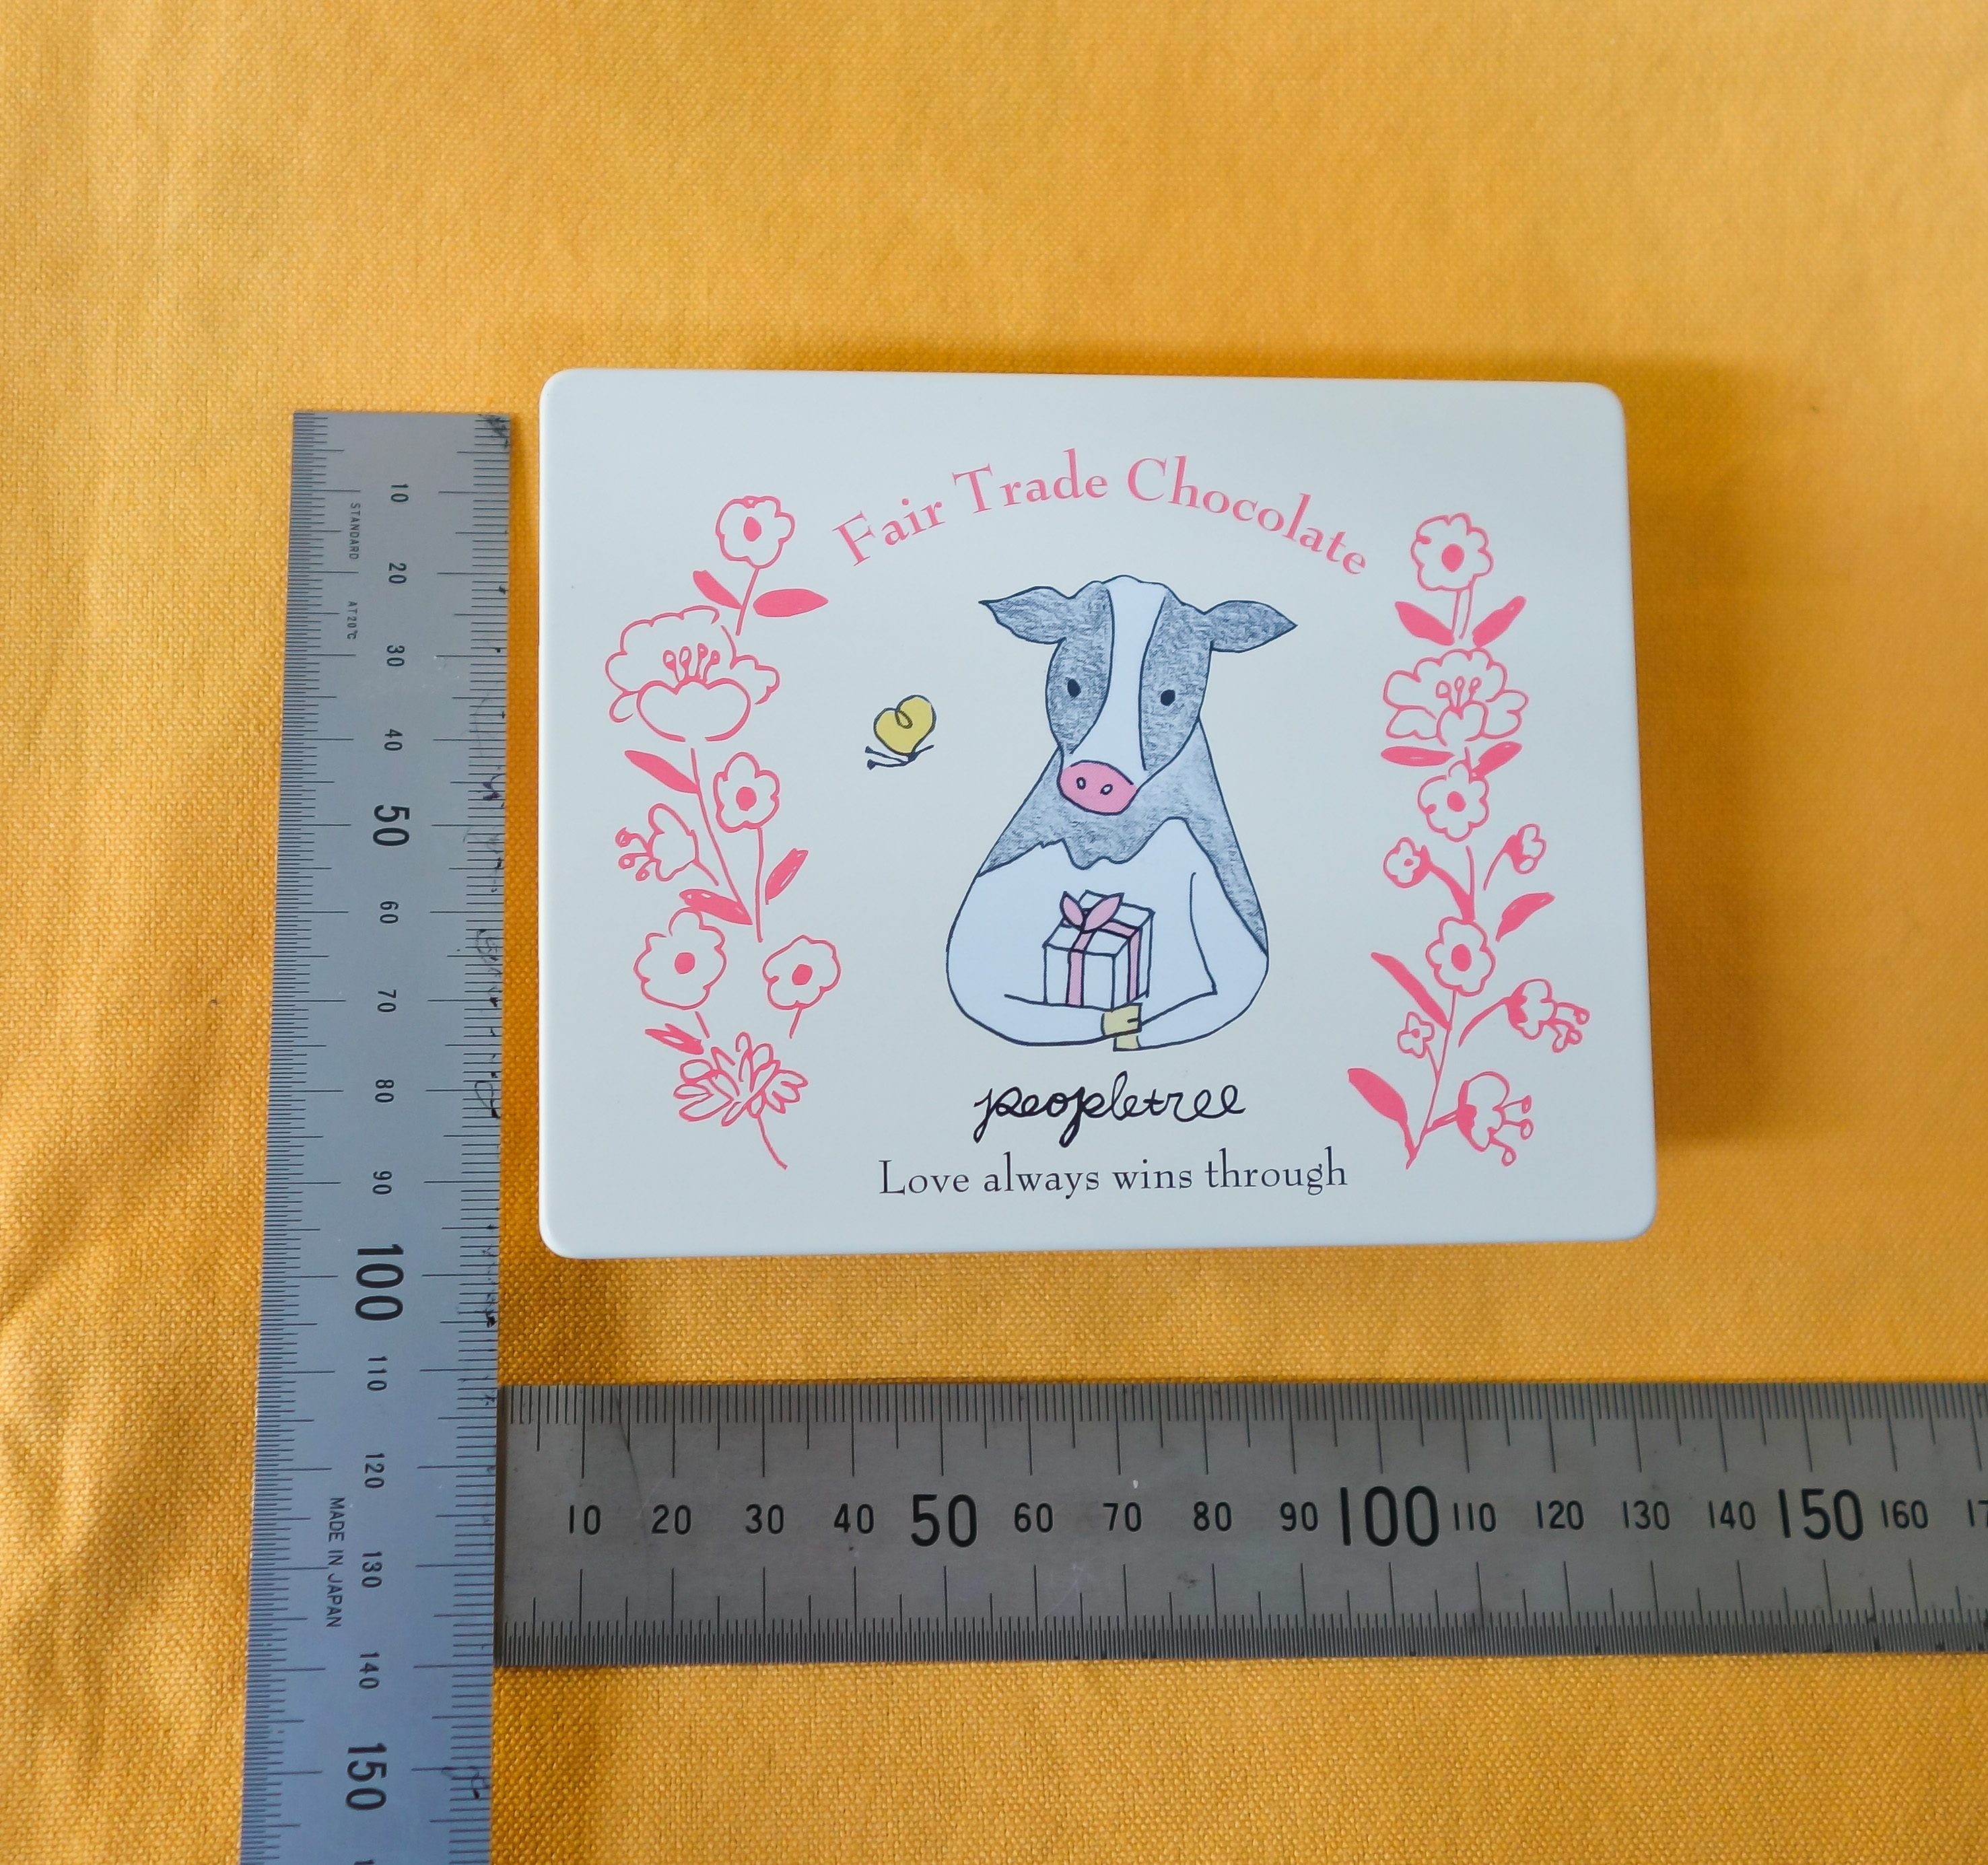 Fair Trade Chocolate
peopletree
Love always wins through
10
STANDARD
20
AT20°C
30
40
50
60
70
80
90
100
110
120
MADE IN JAPAN
130
140
150
10 20 30 40 50 60 70 80 90 100 110 120 130 140 150 160